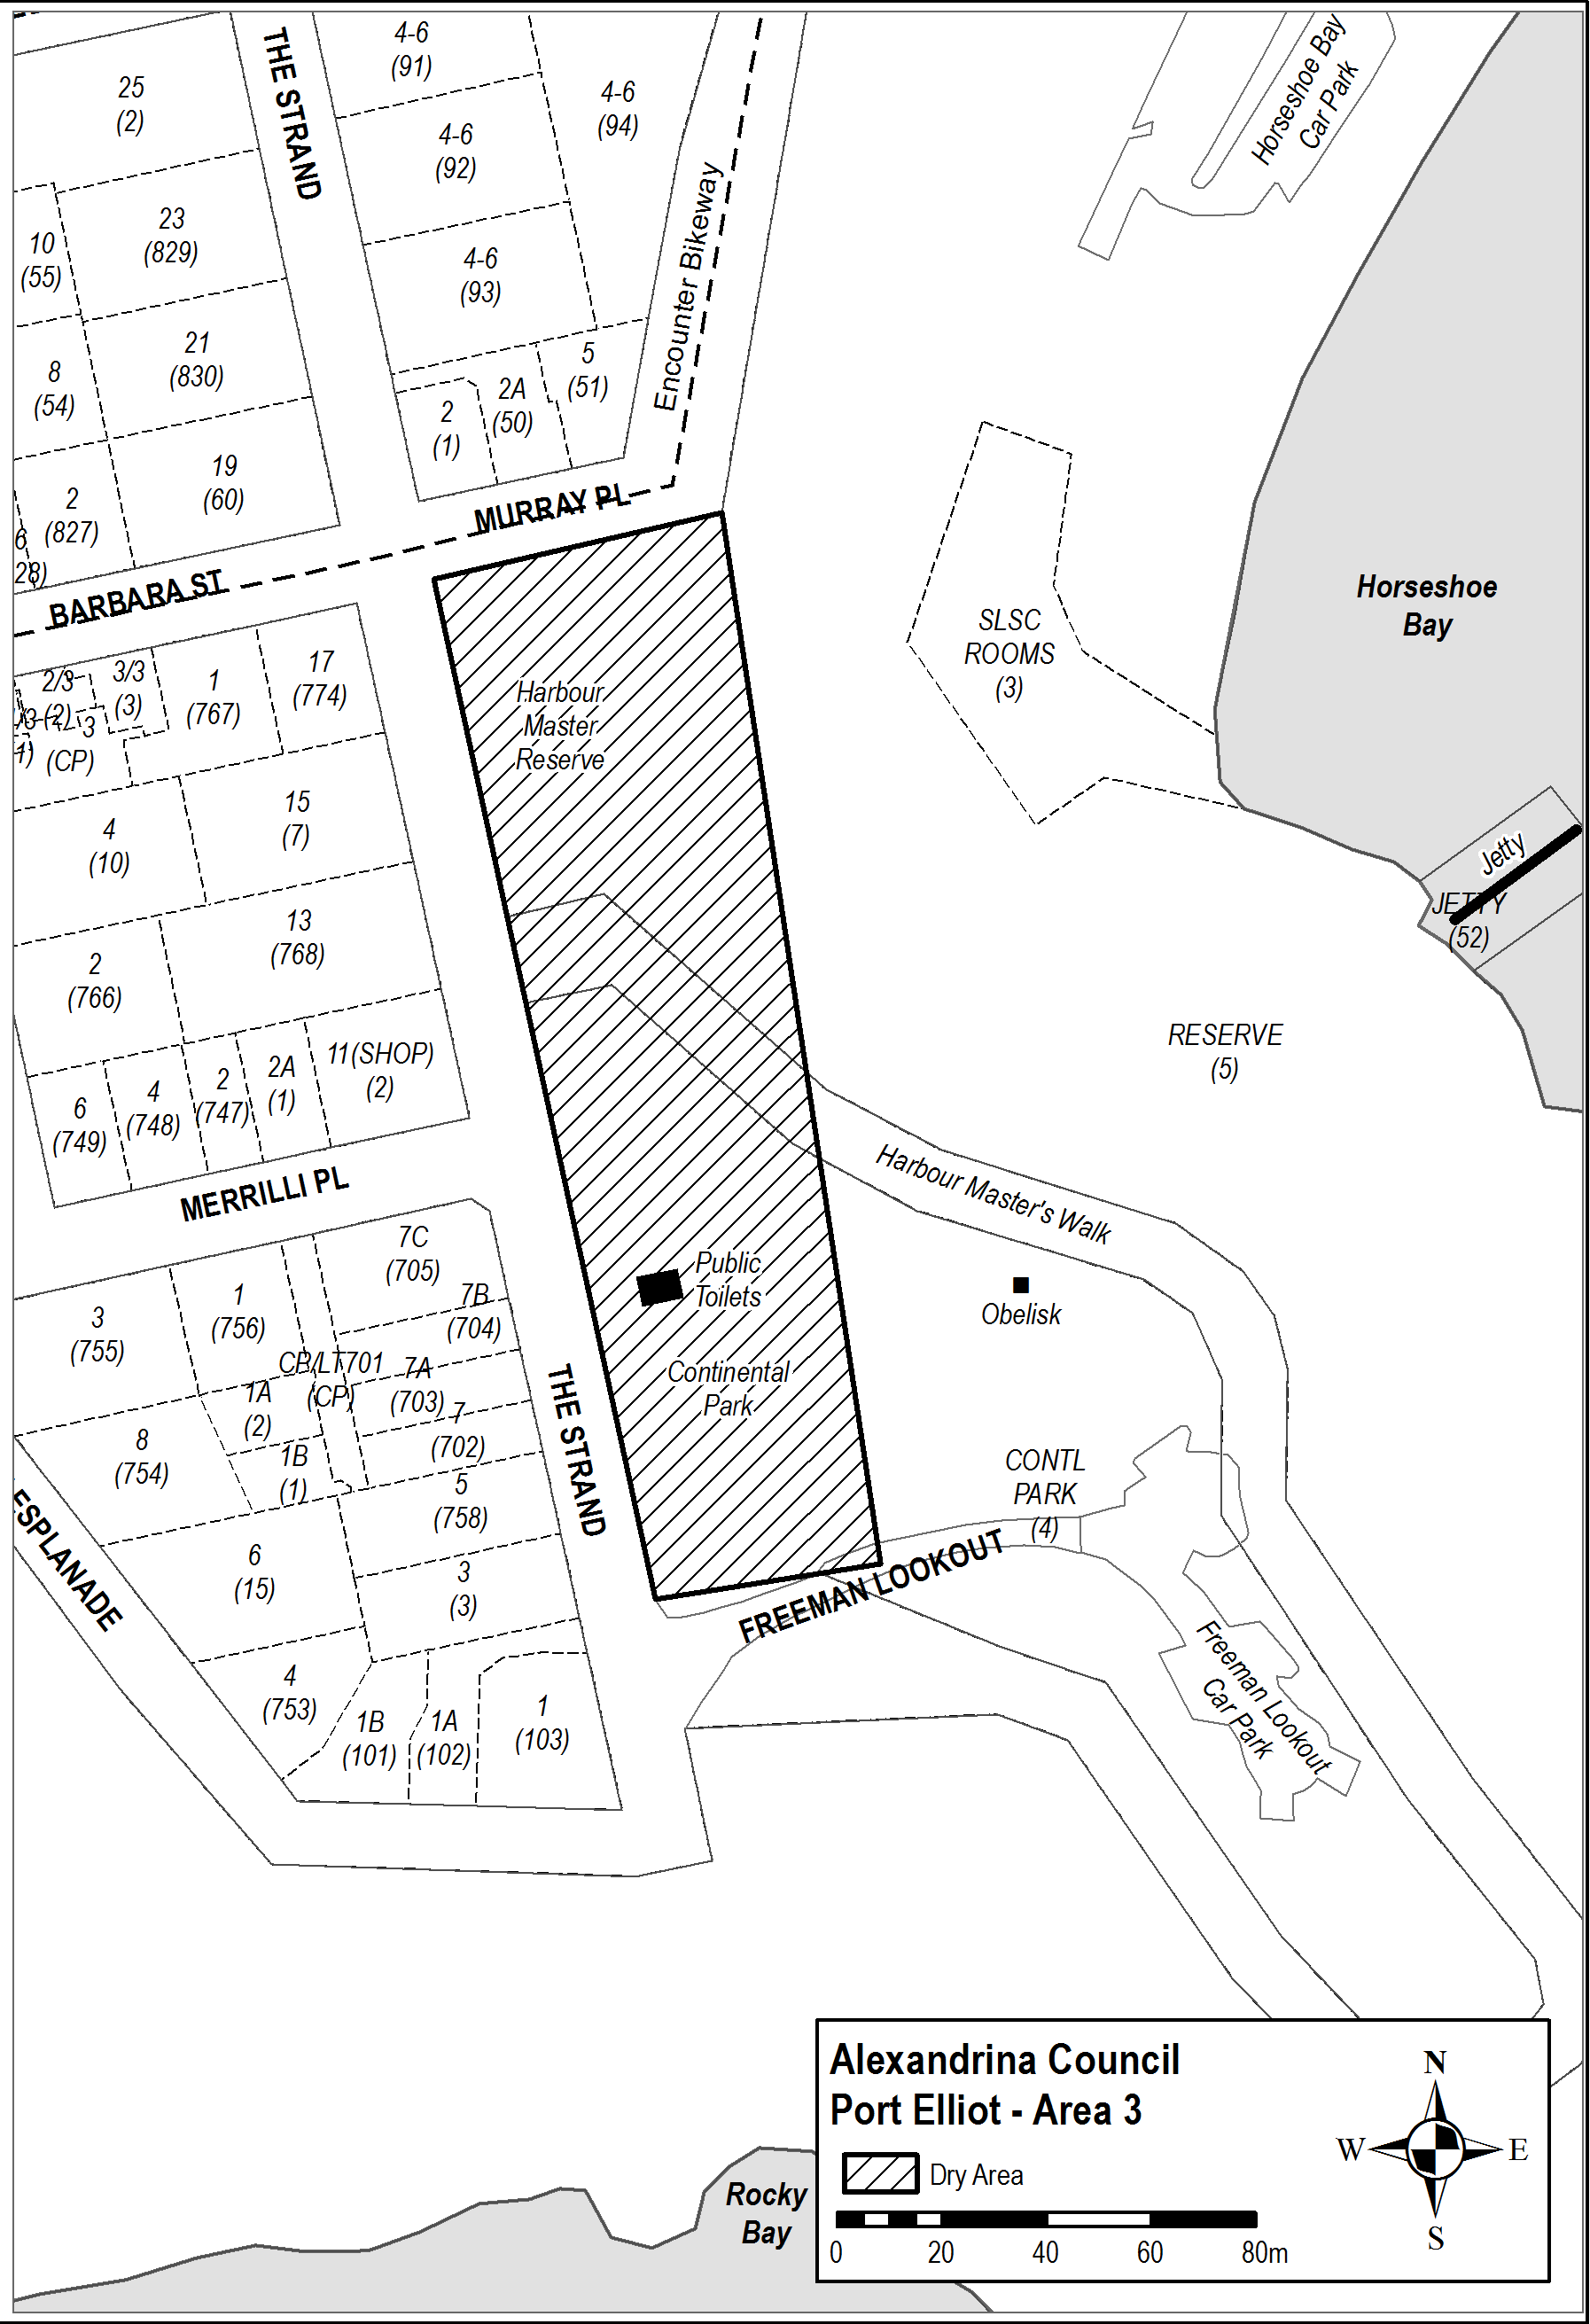 THE STRAND
4-6
(91)
Horseshoe Bay
Car Park
25
(2)
4-6
(94)
4-6
(92)
23
(829)
10
(55)
4-6
(93)
Encounter Bikeway
21
(830)
8
(54)
5
(51)
2A
(50)
2
(1)
19
(60)
2
(827)
6
28)
MURRAY PL
BARBARA ST
Horseshoe
Bay
SLSC
ROOMS
(3)
17
(774)
3/3
(3)
2/3
(2)
1
(767)
3
(CP)
1)
Harbour
Master
Reserve
15
(7)
4
(10)
Jetty
JETTY
(52)
13
(768)
2
(766)
RESERVE
(5)
11(SHOP)
(2)
2A
(1)
2
(747)
4
(748)
6
(749)
MERRILLI PL
Harbour Master's Walk
7C
(705)
Public
Toilets
Obelisk
7B
(704)
1
(756)
3
(755)
CP/LT701
(CP)
7A
(703)
Continental
Park
1A
(2)
7
(702)
THE STRAND
8
(754)
1B
(1)
5
(758)
CONTL
PARK
(4)
ESPLANADE
6
(15)
3
(3)
FREEMAN LOOKOUT
Freeman Lookout
Car Park
4
(753)
1B
(101)
1A
(102)
1
(103)
Alexandrina Council
Port Elliot - Area 3
Dry Area
0 20 40 60 80m
N
W E
S
Rocky
Bay